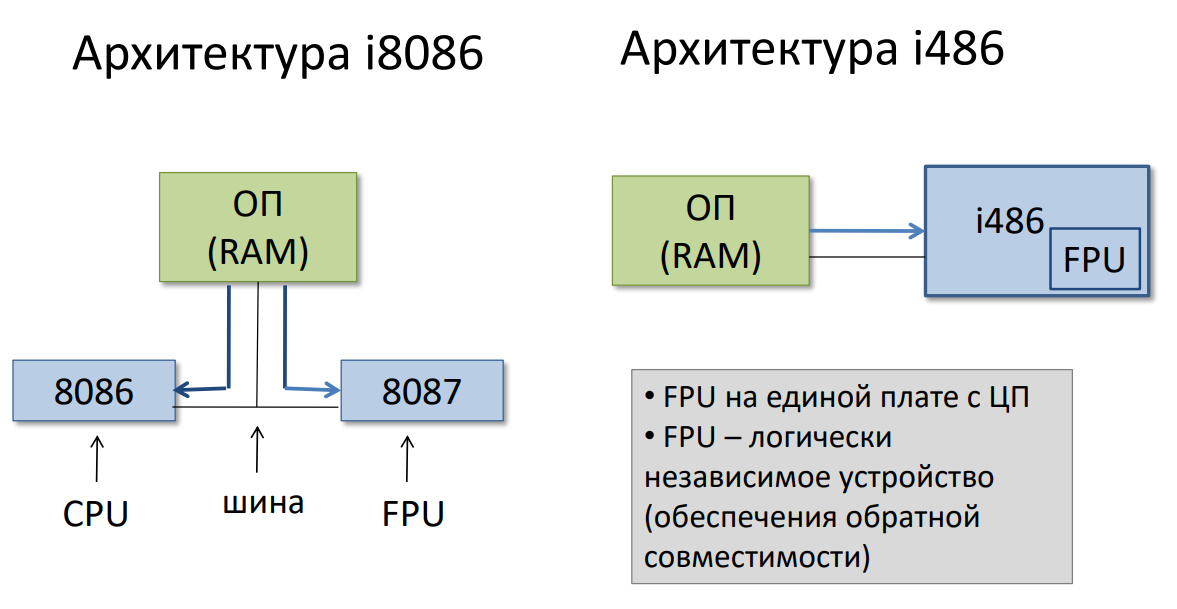 Архитектура i8086
ОП
(RAM)
8086
8087
CPU
шина
FPU
Архитектура i486
ОП
(RAM)
i486
FPU
• FPU на единой плате с ЦП
• FPU – логически
независимое устройство
(обеспечения обратной
совместимости)